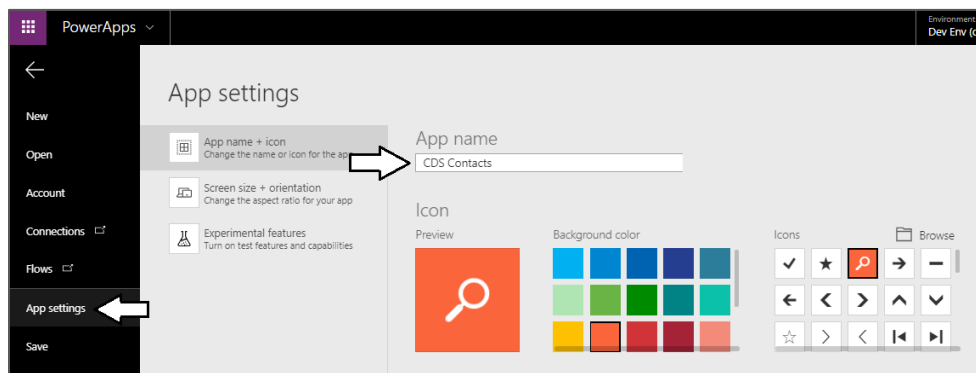 PowerApps
Environment
Dev Env (c
New
Open
Account
Connections
Flows
App settings
Save
App settings
App name + icon
Change the name or icon for the app
Screen size + orientation
Change the aspect ratio for your app
Experimental features
Turn on test features and capabilities
App name
CDS Contacts
Icon
Preview
Background color
Icons
Browse